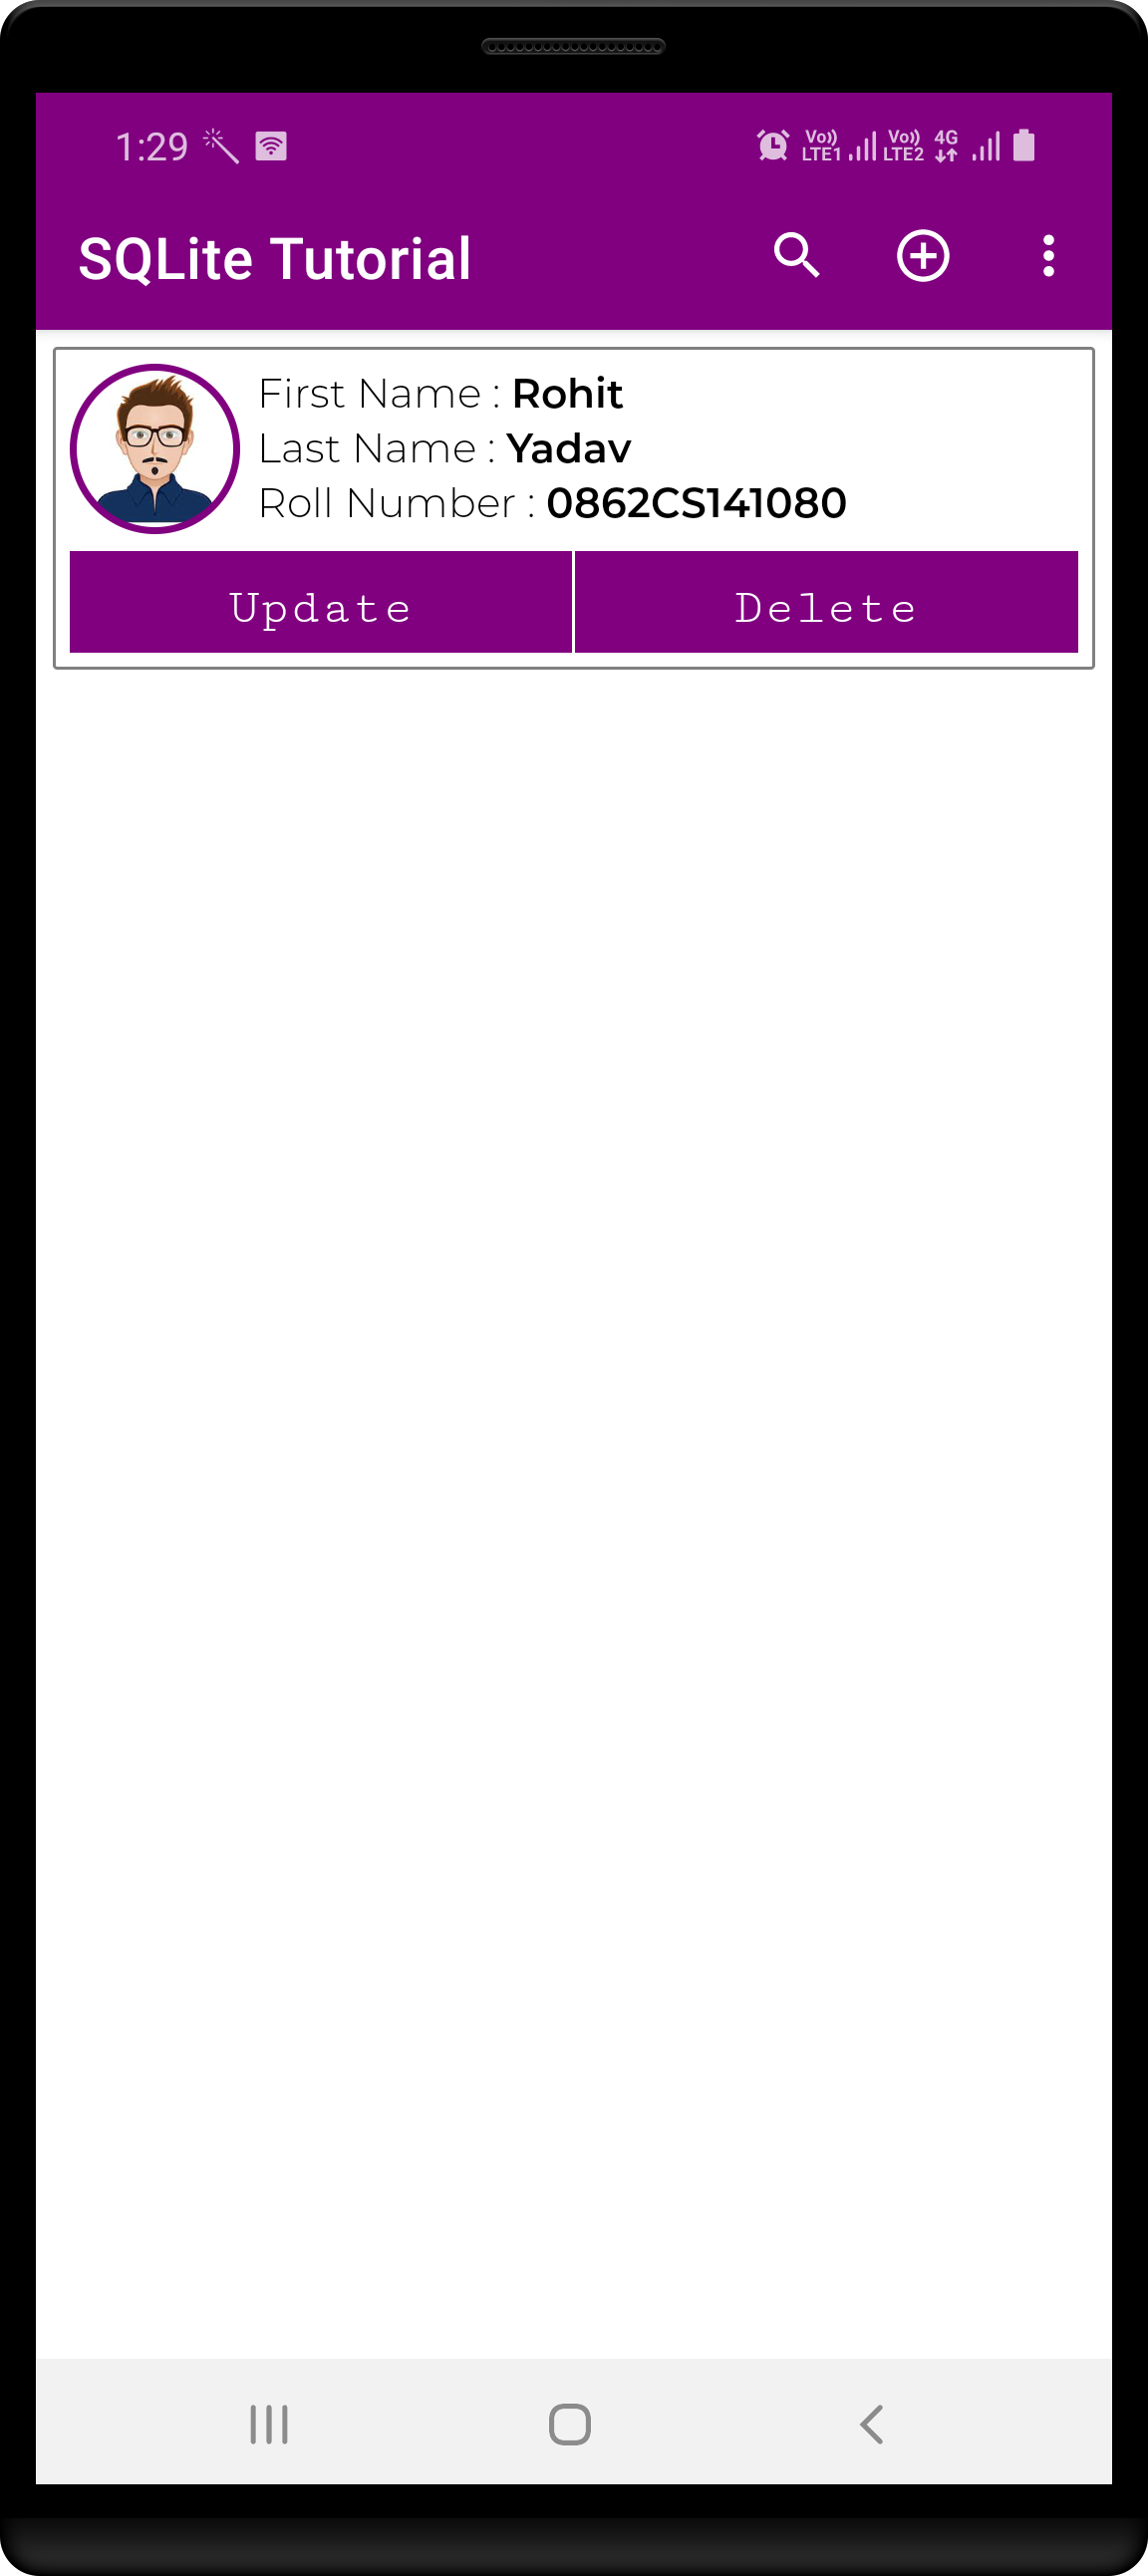 1:29 Vo)) LTE1 Vo)) LTE2 4G
SQLite Tutorial
First Name : Rohit
Last Name : Yadav
Roll Number : 0862CS141080
Update Delete